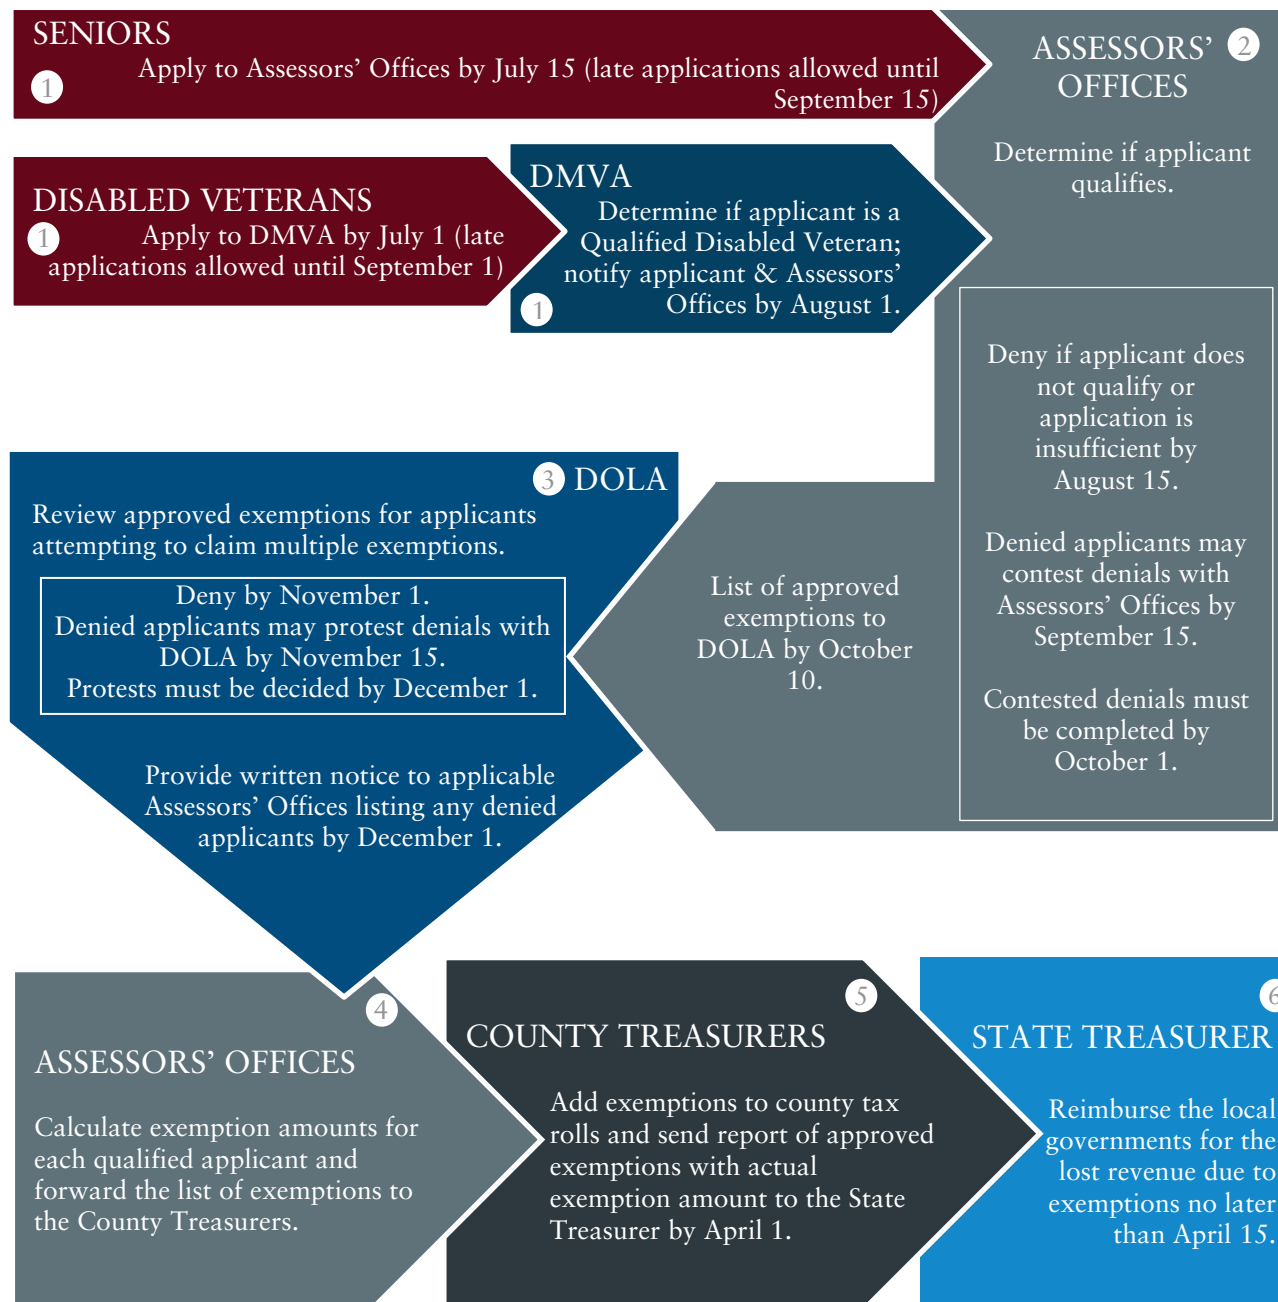 SENIORS
1
Apply to Assessors’ Offices by July 15 (late applications allowed until
September 15)
DISABLED VETERANS
1
Apply to DMVA by July 1 (late
applications allowed until September 1)
DMVA
Determine if applicant is a
Qualified Disabled Veteran;
notify applicant & Assessors’
Offices by August 1.
1
ASSESSORS’ 2
OFFICES
Determine if applicant
qualifies.
Deny if applicant does
not qualify or
application is
insufficient by
August 15.
Denied applicants may
contest denials with
Assessors’ Offices by
September 15.
Contested denials must
be completed by
October 1.
List of approved
exemptions to
DOLA by October
10.
3 DOLA
Review approved exemptions for applicants
attempting to claim multiple exemptions.
Deny by November 1.
Denied applicants may protest denials with
DOLA by November 15.
Protests must be decided by December 1.
Provide written notice to applicable
Assessors’ Offices listing any denied
applicants by December 1.
4
ASSESSORS’ OFFICES
Calculate exemption amounts for
each qualified applicant and
forward the list of exemptions to
the County Treasurers.
5
COUNTY TREASURERS
Add exemptions to county tax
rolls and send report of approved
exemptions with actual
exemption amount to the State
Treasurer by April 1.
6
STATE TREASURER
Reimburse the local
governments for the
lost revenue due to
exemptions no later
than April 15.